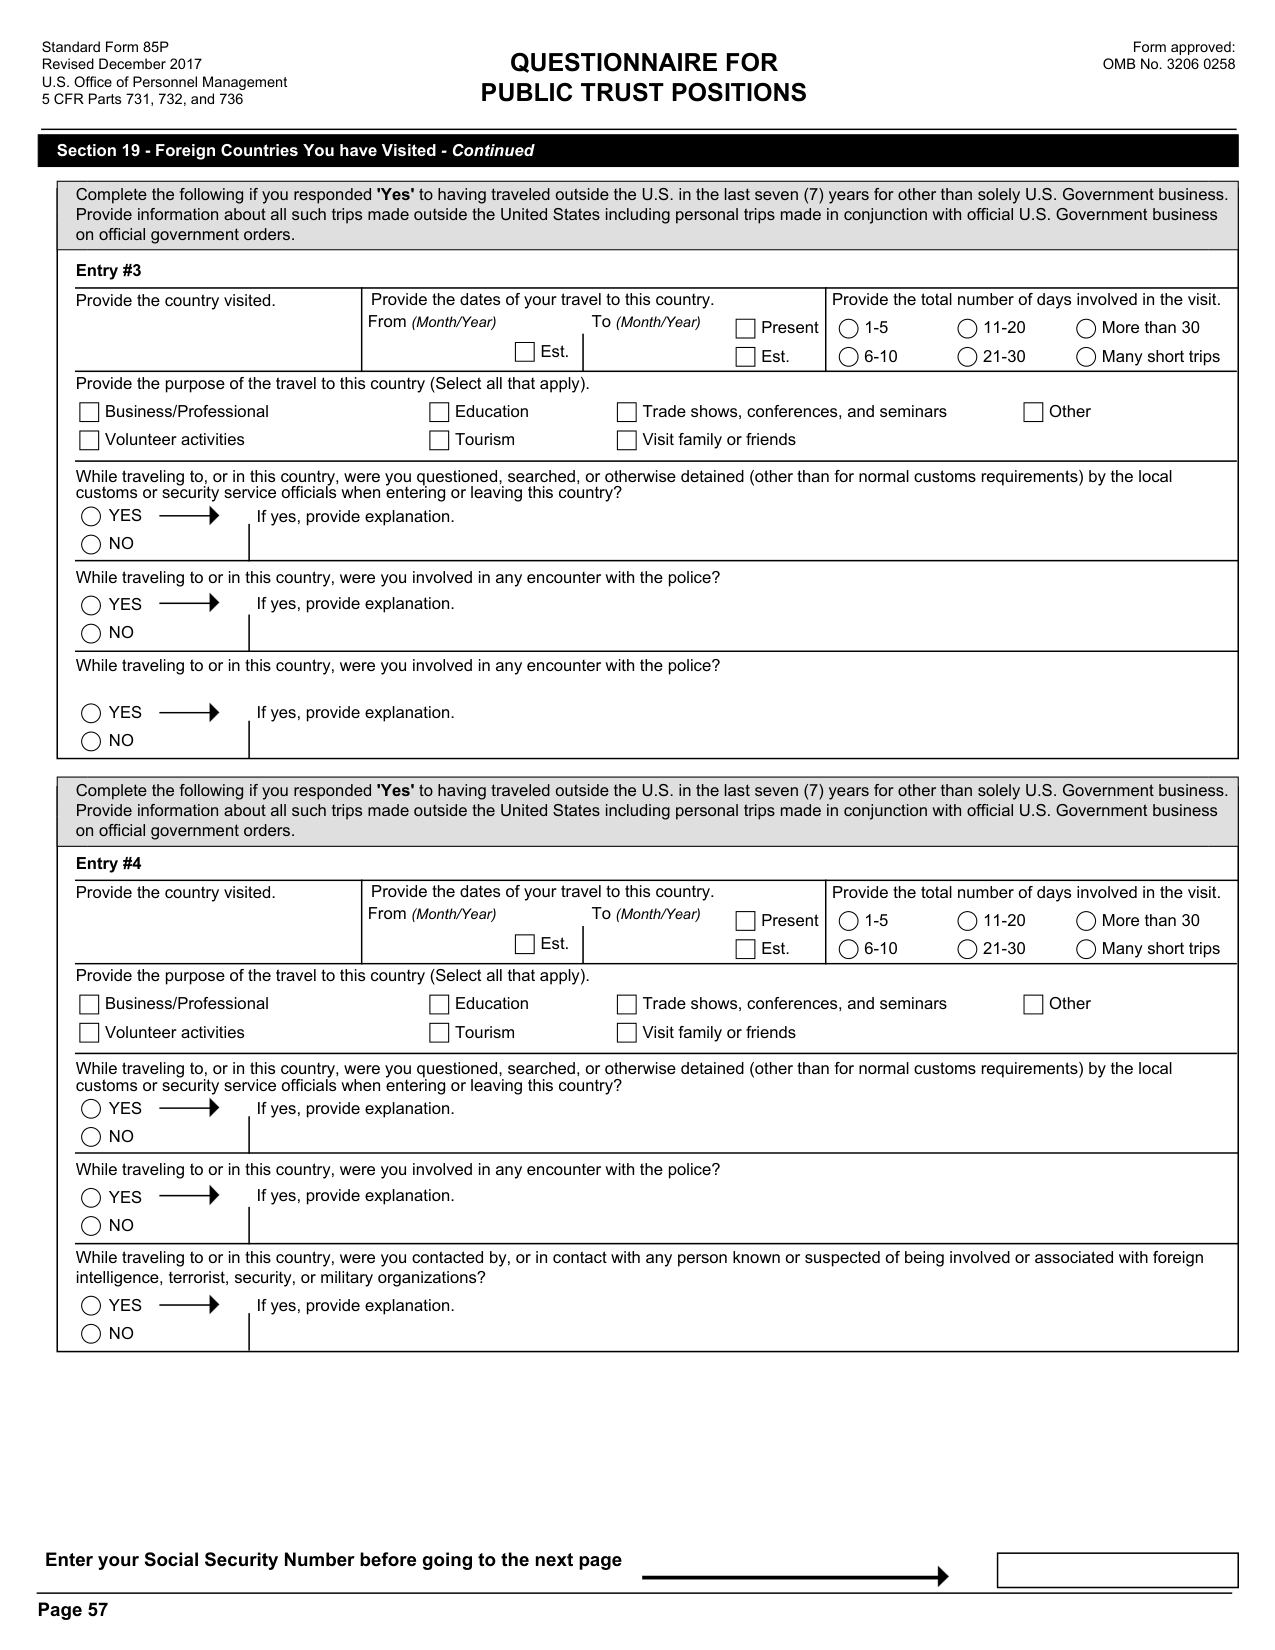 Standard Form 85P
Revised December 2017
U.S. Office of Personnel Management
5 CFR Parts 731, 732, and 736
QUESTIONNAIRE FOR
PUBLIC TRUST POSITIONS
Form approved:
OMB No. 3206 0258
Section 19 - Foreign Countries You have Visited - Continued
Complete the following if you responded 'Yes' to having traveled outside the U.S. in the last seven (7) years for other than solely U.S. Government business.
Provide information about all such trips made outside the United States including personal trips made in conjunction with official U.S. Government business
on official government orders.
Entry #3
Provide the country visited.
Provide the dates of your travel to this country.
From (Month/Year)
Est.
To (Month/Year)
Present
Est.
Provide the total number of days involved in the visit.
1-5 11-20 More than 30
6-10 21-30 Many short trips
Provide the purpose of the travel to this country (Select all that apply).
Business/Professional Education Trade shows, conferences, and seminars Other
Volunteer activities Tourism Visit family or friends
While traveling to, or in this country, were you questioned, searched, or otherwise detained (other than for normal customs requirements) by the local
customs or security service officials when entering or leaving this country?
YES If yes, provide explanation.
NO
While traveling to or in this country, were you involved in any encounter with the police?
YES If yes, provide explanation.
NO
While traveling to or in this country, were you involved in any encounter with the police?
YES If yes, provide explanation.
NO
Complete the following if you responded 'Yes' to having traveled outside the U.S. in the last seven (7) years for other than solely U.S. Government business.
Provide information about all such trips made outside the United States including personal trips made in conjunction with official U.S. Government business
on official government orders.
Entry #4
Provide the country visited.
Provide the dates of your travel to this country.
From (Month/Year)
Est.
To (Month/Year)
Present
Est.
Provide the total number of days involved in the visit.
1-5 11-20 More than 30
6-10 21-30 Many short trips
Provide the purpose of the travel to this country (Select all that apply).
Business/Professional Education Trade shows, conferences, and seminars Other
Volunteer activities Tourism Visit family or friends
While traveling to, or in this country, were you questioned, searched, or otherwise detained (other than for normal customs requirements) by the local
customs or security service officials when entering or leaving this country?
YES If yes, provide explanation.
NO
While traveling to or in this country, were you involved in any encounter with the police?
YES If yes, provide explanation.
NO
While traveling to or in this country, were you contacted by, or in contact with any person known or suspected of being involved or associated with foreign
intelligence, terrorist, security, or military organizations?
YES If yes, provide explanation.
NO
Enter your Social Security Number before going to the next page
Page 57